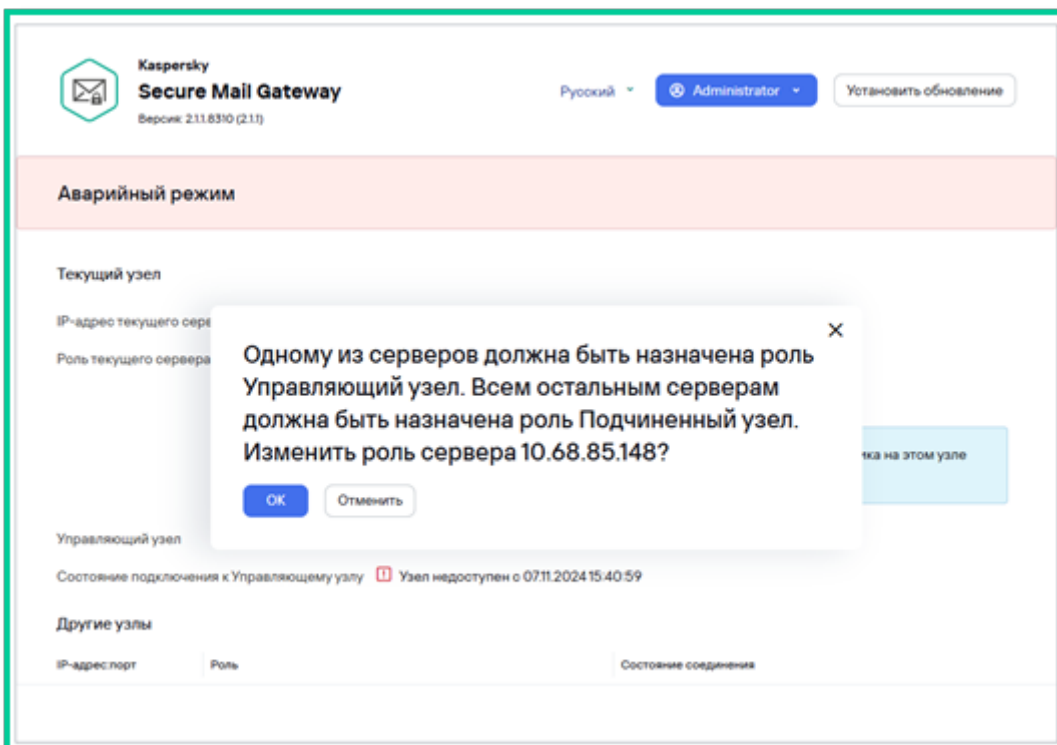 Kaspersky
Secure Mail Gateway
Версия: 2.1.1.8310 (2.1.1)
Русский
Administrator
Установить обновление
Аварийный режим
Текущий узел
IP-адрес текущего серв
Роль текущего сервера
Одному из серверов должна быть назначена роль
Управляющий узел. Всем остальным серверам
должна быть назначена роль Подчиненный узел.
Изменить роль сервера 10.68.85.148?
OK
Отменить
ка на этом узле
Управляющий узел
Состояние подключения к Управляющему узлу Узел недоступен с 07.11.2024 15:40:59
Другие узлы
IP-адрес:порт Роль Состояние соединения